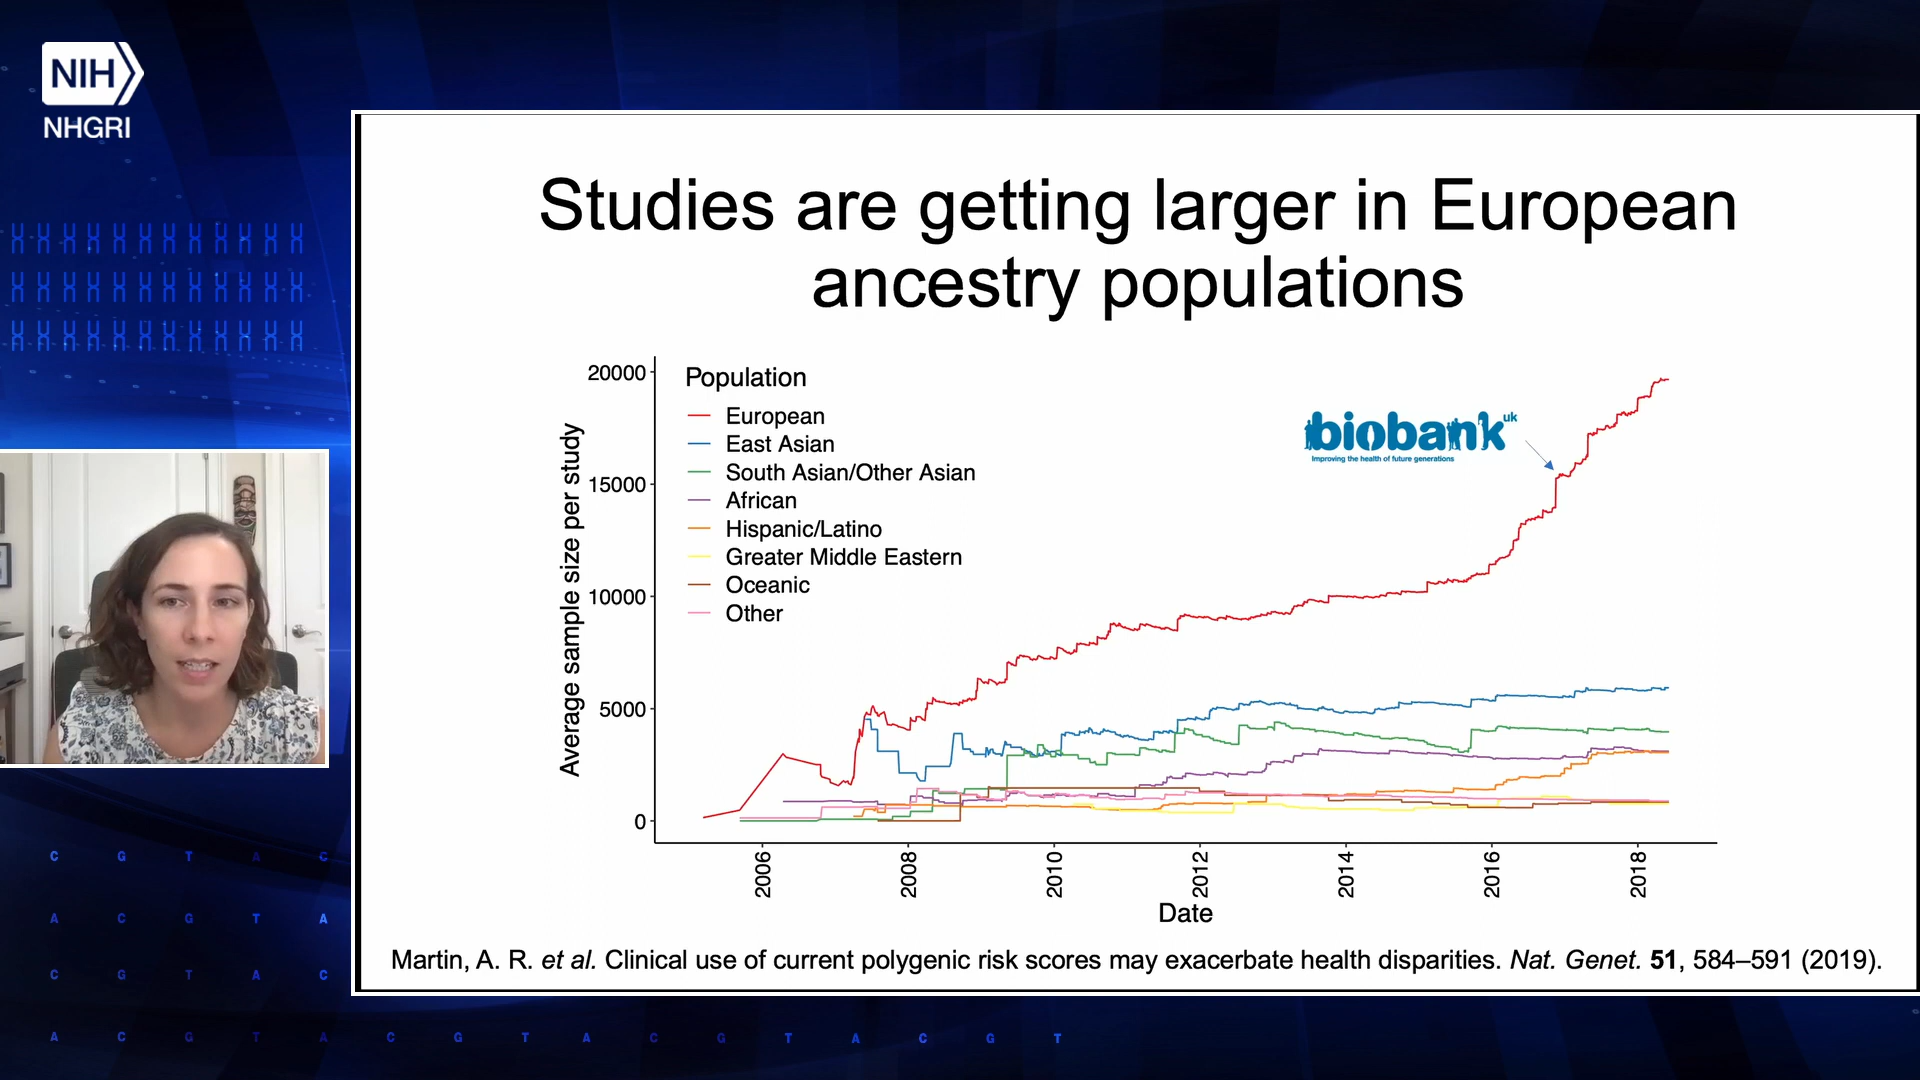 NIH
NHGRI
Studies are getting larger in European
ancestry populations
Average sample size per study
20000
15000
10000
5000
0
Population
European
East Asian
South Asian/Other Asian
African
Hispanic/Latino
Greater Middle Eastern
Oceanic
Other
biobank uk
Improving the health of future generations
2006
2008
2010
2012
2014
2016
2018
Date
Martin, A. R. et al. Clinical use of current polygenic risk scores may exacerbate health disparities. Nat. Genet. 51, 584–591 (2019).
C G T A C
A C G T A
C G T A C
A C G T A C G T A C G T A C G T